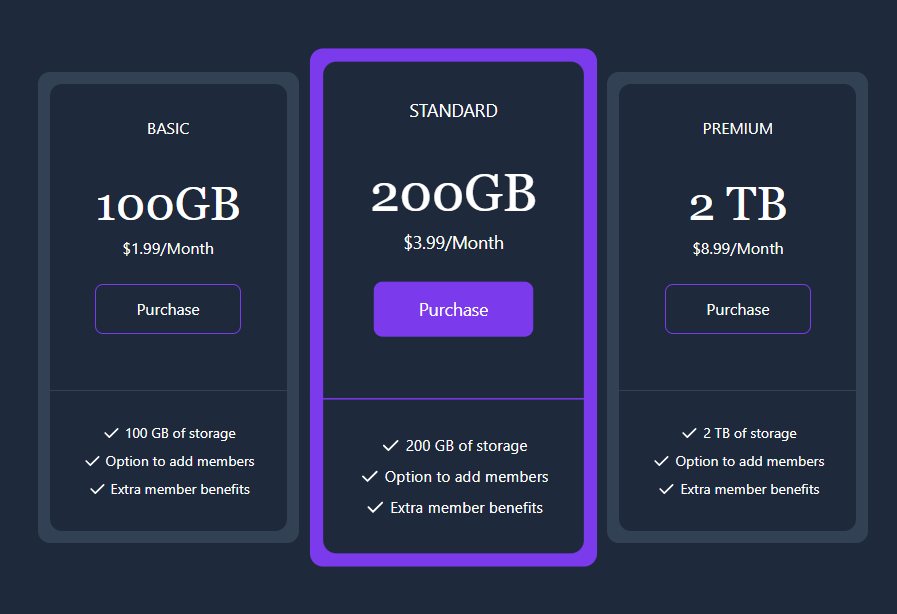 BASIC
100GB
$1.99/Month
Purchase
100 GB of storage
Option to add members
Extra member benefits
STANDARD
200GB
$3.99/Month
Purchase
200 GB of storage
Option to add members
Extra member benefits
PREMIUM
2 TB
$8.99/Month
Purchase
2 TB of storage
Option to add members
Extra member benefits